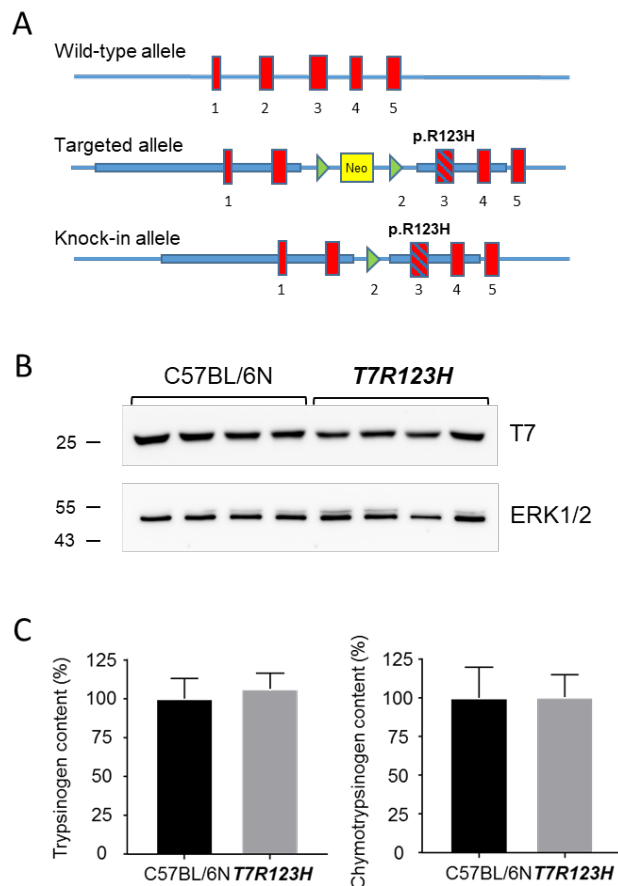 A
Wild-type allele
1 2 3 4 5
Targeted allele
p.R123H
Neo
1 2 3 4 5
Knock-in allele
p.R123H
1 2 3 4 5
B
C57BL/6N T7R123H
25 – T7
55 –
ERK1/2
43 –
C
Trypsinogen content (%)
125
100
75
50
25
0
C57BL/6N T7R123H
Chymotrypsinogen content (%)
125
100
75
50
25
0
C57BL/6N T7R123H